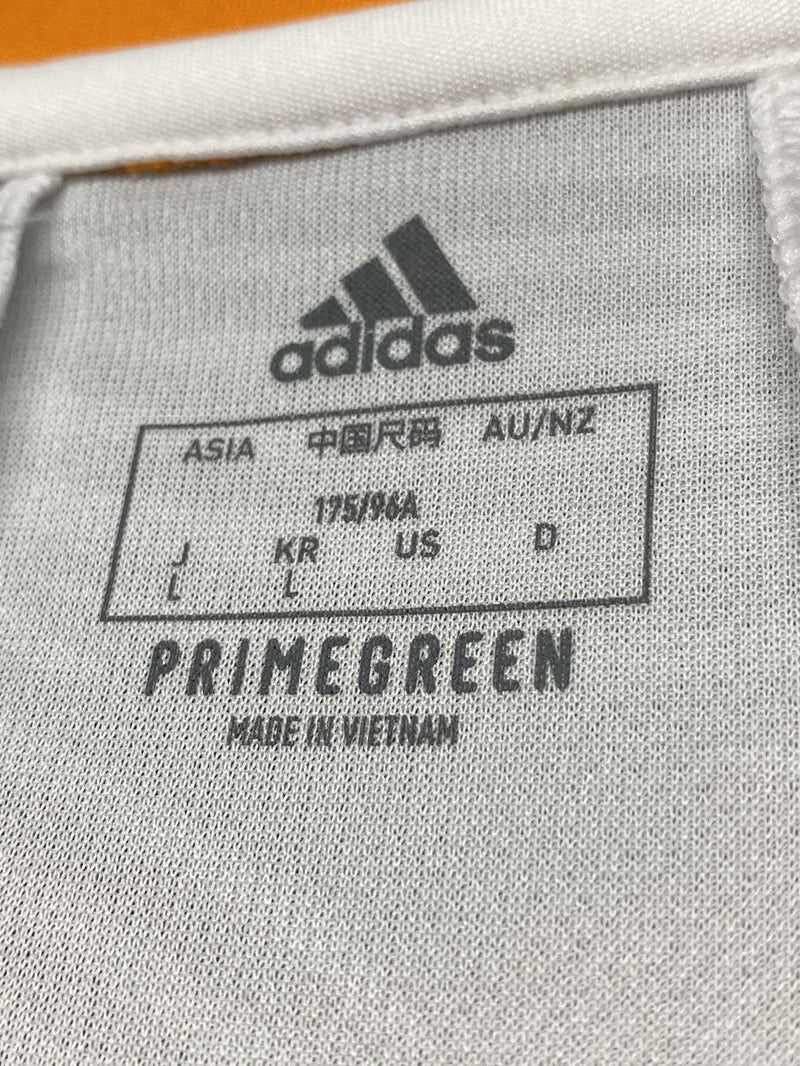 adidas
ASIA 中国尺码 AU/NZ
175/96A
J KR US D
L L
PRIMEGREEN
MADE IN VIETNAM